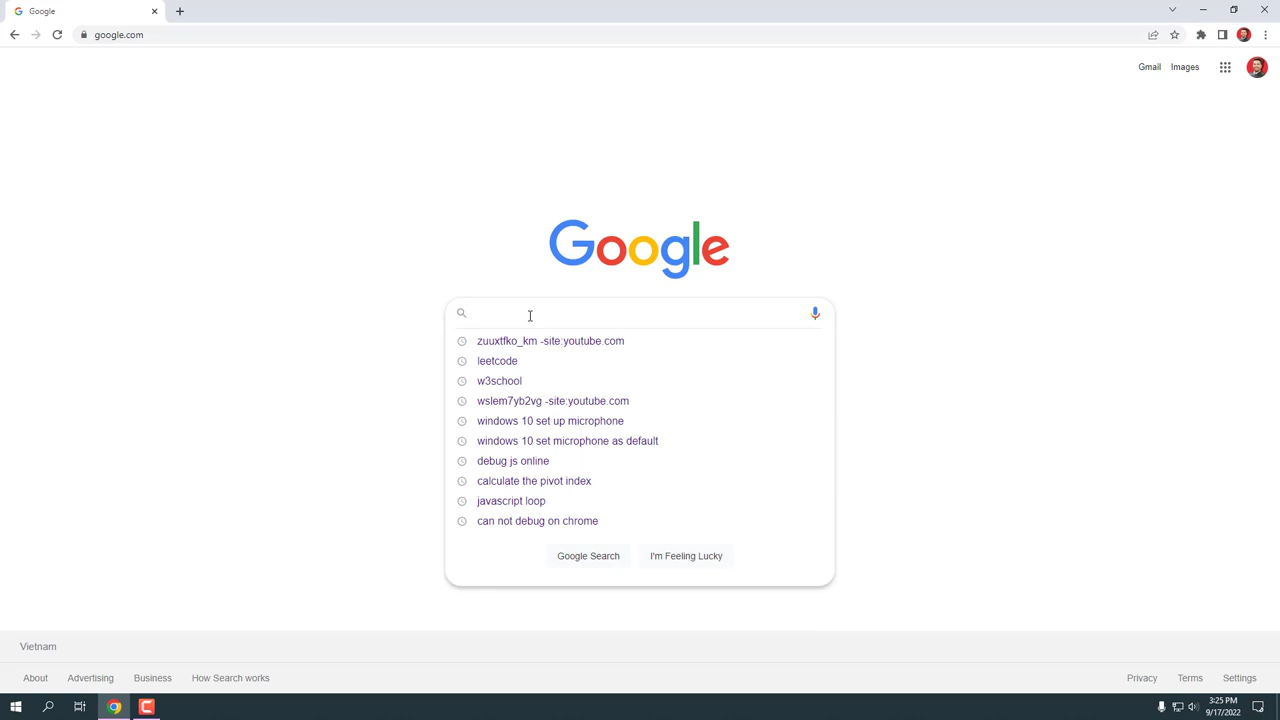 Google
google.com
Gmail Images
Google
zuuxtfko_km -site:youtube.com
leetcode
w3school
wslem7yb2vg -site:youtube.com
windows 10 set up microphone
windows 10 set microphone as default
debug js online
calculate the pivot index
javascript loop
can not debug on chrome
Google Search I'm Feeling Lucky
Vietnam
About Advertising Business How Search works Privacy Terms Settings
3:25 PM
9/17/2022